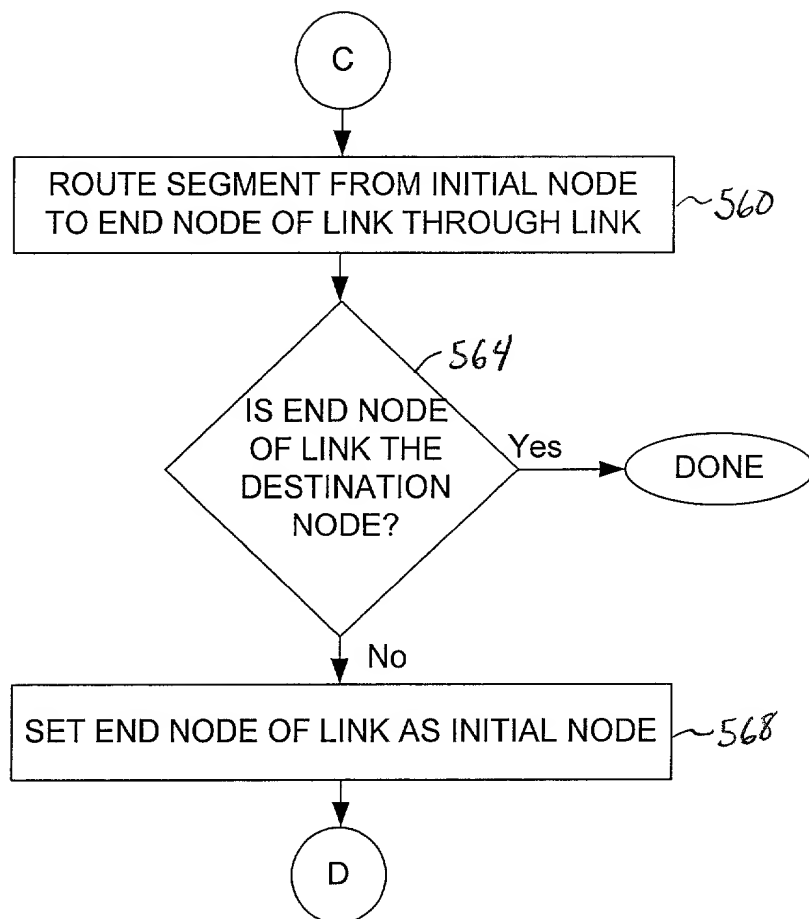 C
ROUTE SEGMENT FROM INITIAL NODE
TO END NODE OF LINK THROUGH LINK
560
564
IS END NODE
OF LINK THE
DESTINATION
NODE?
Yes
DONE
No
SET END NODE OF LINK AS INITIAL NODE
568
D